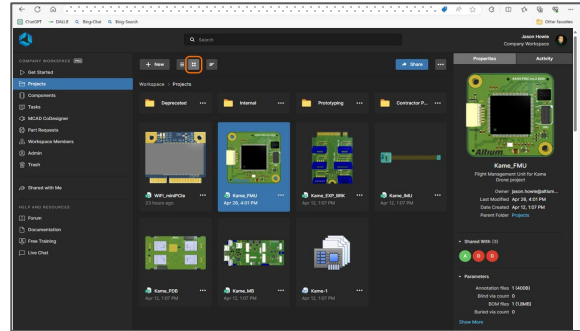 ChatGPT
DALLE
Bing-Chat
Bing-Search
Other favorites
Search
Jason Howie
Company Workspace
COMPANY WORKSPACE PRO
Get Started
Projects
Components
Tasks
MCAD CoDesigner
Part Requests
Workspace Members
Admin
Trash
Shared with Me
HELP AND RESOURCES
Forum
Documentation
Free Training
Live Chat
+ New
Share
Workspace
Projects
Deprecated
Internal
Prototyping
Contractor P...
WiFi_miniPCIe
23 hours ago
Kame_FMU
Apr 26, 4:01 PM
Kame_EXP_BRK
Apr 12, 1:07 PM
Kame_IMU
Apr 12, 1:07 PM
Kame_PDB
Apr 12, 1:07 PM
Kame_MB
Apr 12, 1:07 PM
Kame-1
Apr 12, 1:07 PM
Properties
Activity
Altium
Kame_FMU
Flight Management Unit for Kame
Drone project
Owner jason.howie@altium...
Last Modified Apr 26, 4:01 PM
Date Created Apr 12, 1:07 PM
Parent Folder Projects
Shared With (3)
A
Parameters
Annotation files 1 (400B)
Blind via count 0
BOM files 1 (1,8MB)
Buried via count 0
Show More